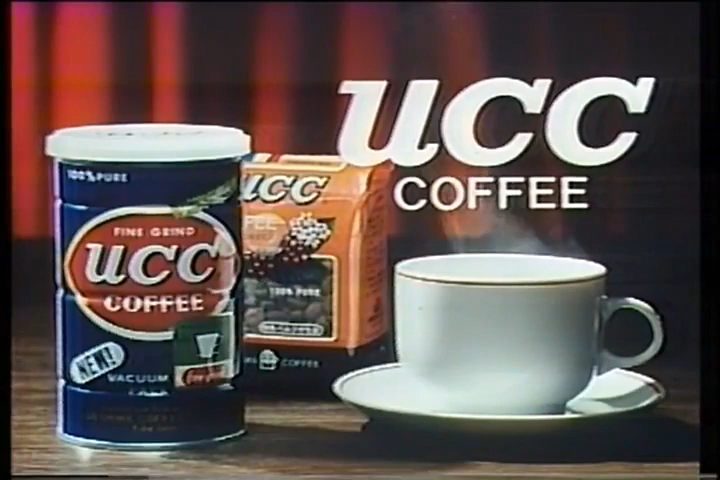 UCC
COFFEE
100% PURE
FINE GRIND
UCC
COFFEE
NEW!
VACUUM
UCC
100% PURE
COFFEE